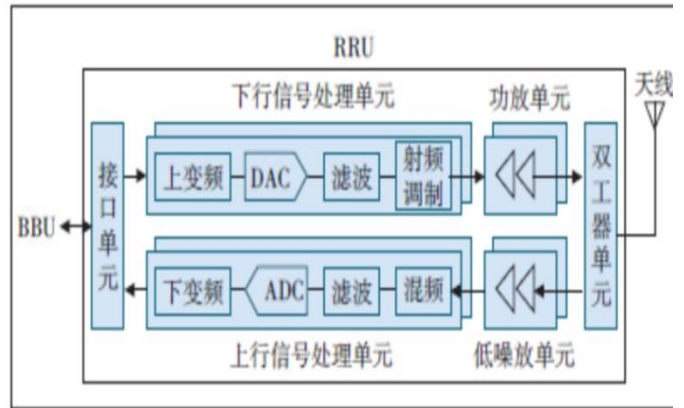 RRU
天线
下行信号处理单元
功放单元
接口单元
上变频
DAC
滤波
射频
调制
双工器单元
BBU
下变频
ADC
滤波
混频
上行信号处理单元
低噪放单元